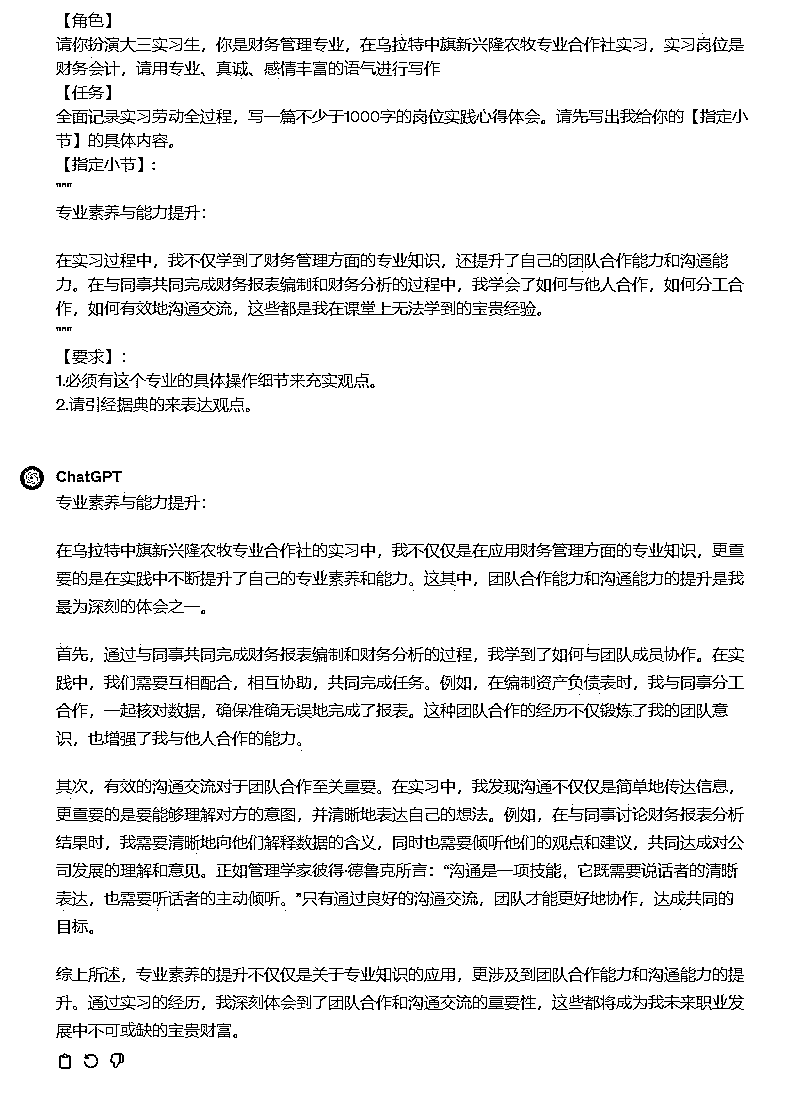 【角色】
请你扮演大三实习生，你是财务管理专业，在乌拉特中旗新兴隆农牧专业合作社实习，实习岗位是
财务会计，请用专业、真诚、感情丰富的语气进行写作
【任务】
全面记录实习劳动全过程，写一篇不少于1000字的岗位实践心得体会。请先写出我给你的【指定小
节】的具体内容。
【指定小节】：
"""
专业素养与能力提升：
在实习过程中，我不仅学到了财务管理方面的专业知识，还提升了自己的团队合作能力和沟通能
力。在与同事共同完成财务报表编制和财务分析的过程中，我学会了如何与他人合作，如何分工合
作，如何有效地沟通交流，这些都是我在课堂上无法学到的宝贵经验。
"""
【要求】：
1.必须有这个专业的具体操作细节来充实观点。
2.请引经据典的来表达观点。
ChatGPT
专业素养与能力提升：
在乌拉特中旗新兴隆农牧专业合作社的实习中，我不仅仅是在应用财务管理方面的专业知识，更重
要的是在实践中不断提升了自己的专业素养和能力。这其中，团队合作能力和沟通能力的提升是我
最为深刻的体会之一。
首先，通过与同事共同完成财务报表编制和财务分析的过程，我学到了如何与团队成员协作。在实
践中，我们需要互相配合，相互协助，共同完成任务。例如，在编制资产负债表时，我与同事分工
合作，一起核对数据，确保准确无误地完成了报表。这种团队合作的经历不仅锻炼了我的团队意
识，也增强了我与他人合作的能力。
其次，有效的沟通交流对于团队合作至关重要。在实习中，我发现沟通不仅仅是简单地传达信息，
更重要的是要能够理解对方的意图，并清晰地表达自己的想法。例如，在与同事讨论财务报表分析
结果时，我需要清晰地向他们解释数据的含义，同时也需要倾听他们的观点和建议，共同达成对公
司发展的理解和意见。正如管理学家彼得·德鲁克所言：“沟通是一项技能，它既需要说话者的清晰
表达，也需要听话者的主动倾听。”只有通过良好的沟通交流，团队才能更好地协作，达成共同的
目标。
综上所述，专业素养的提升不仅仅是关于专业知识的应用，更涉及到团队合作能力和沟通能力的提
升。通过实习的经历，我深刻体会到了团队合作和沟通交流的重要性，这些都将成为我未来职业发
展中不可或缺的宝贵财富。